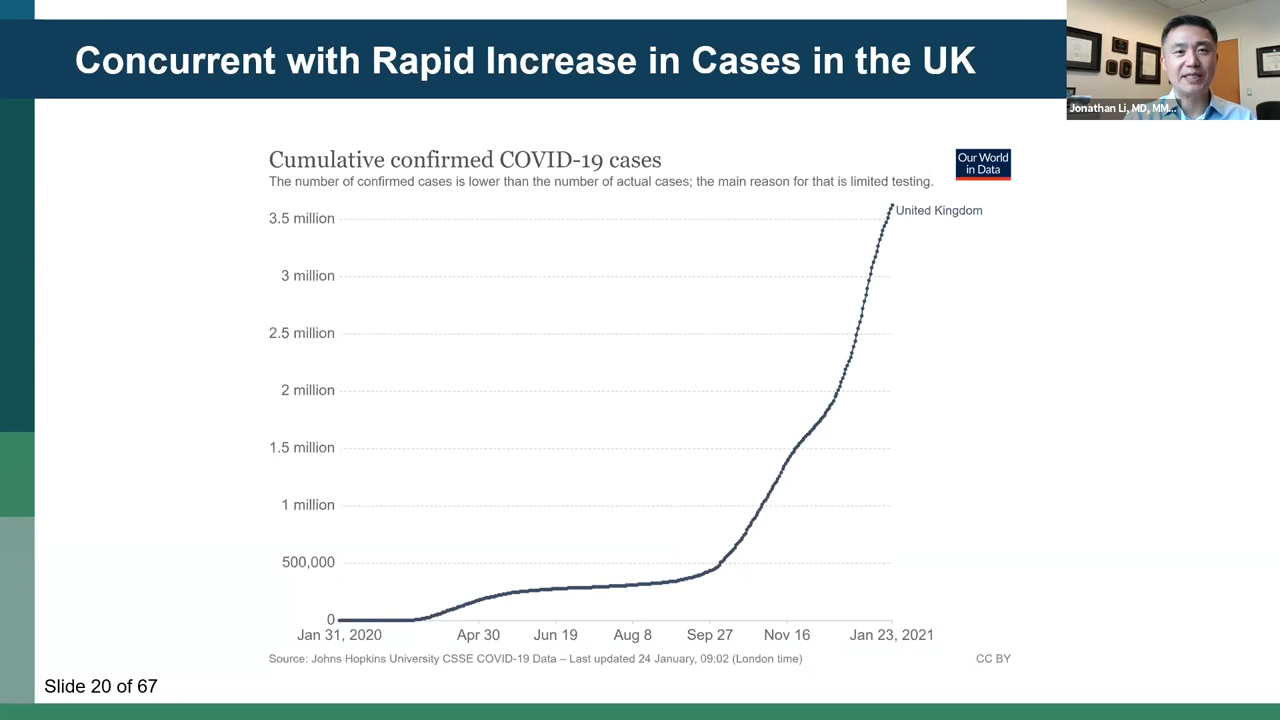 Concurrent with Rapid Increase in Cases in the UK
Jonathan Li, MD, MM...
Cumulative confirmed COVID-19 cases
The number of confirmed cases is lower than the number of actual cases; the main reason for that is limited testing.
Our World
in Data
3.5 million
United Kingdom
3 million
2.5 million
2 million
1.5 million
1 million
500,000
0
Jan 31, 2020 Apr 30 Jun 19 Aug 8 Sep 27 Nov 16 Jan 23, 2021
Source: Johns Hopkins University CSSE COVID-19 Data – Last updated 24 January, 09:02 (London time) CC BY
Slide 20 of 67